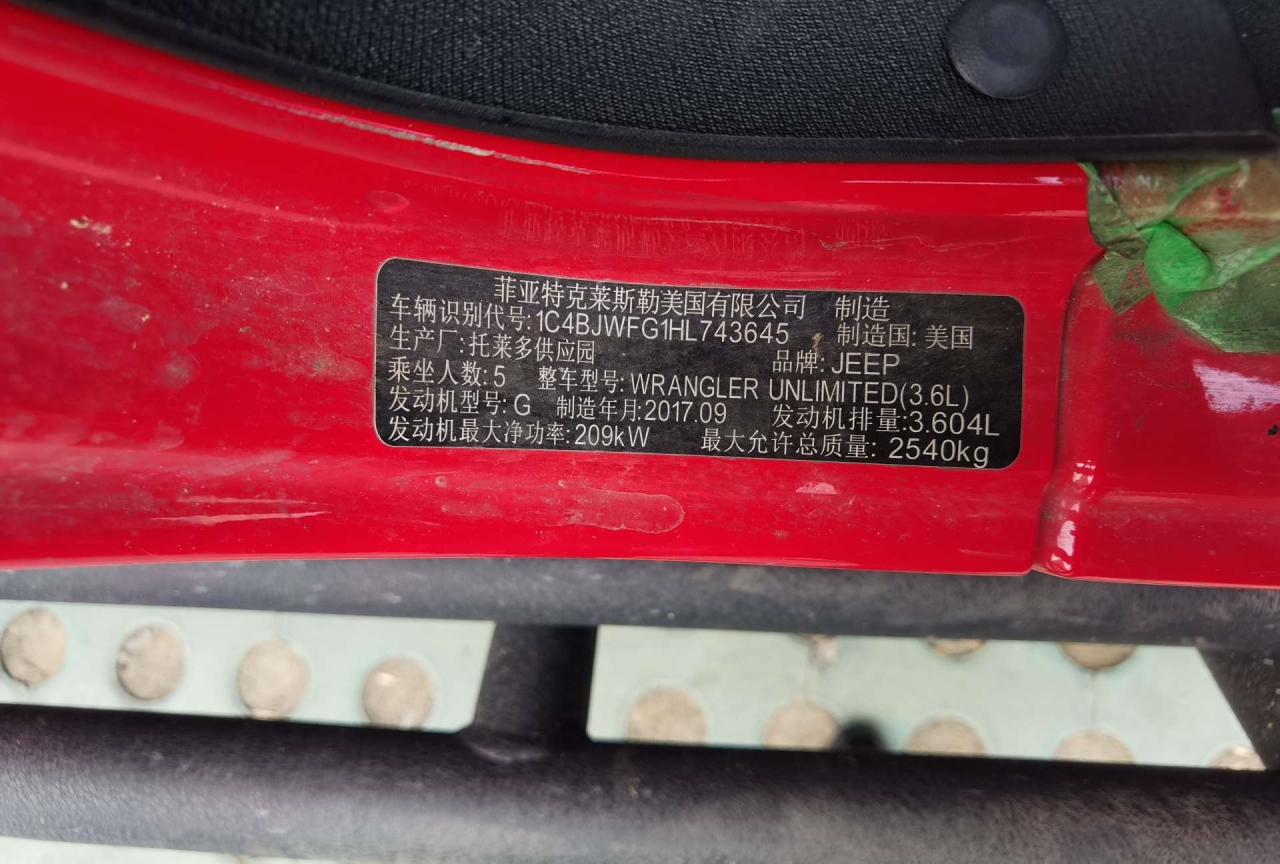 菲亚特克莱斯勒美国有限公司 制造
车辆识别代号:1C4BJWFG1HL743645 制造国:美国
生产厂:托莱多供应园 品牌:JEEP
乘坐人数:5 整车型号:WRANGLER UNLIMITED(3.6L)
发动机型号:G 制造年月:2017.09 发动机排量:3.604L
发动机最大净功率:209kW 最大允许总质量: 2540kg